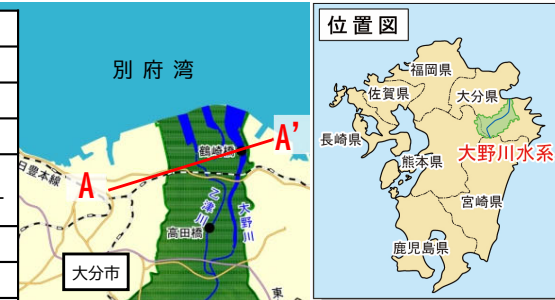 別府湾
鶴崎橋
A'
日豊本線
A
乙津川
大野川
高田橋
大分市
東
位置図
福岡県
佐賀県
大分県
長崎県
大野川水系
熊本県
宮崎県
鹿児島県